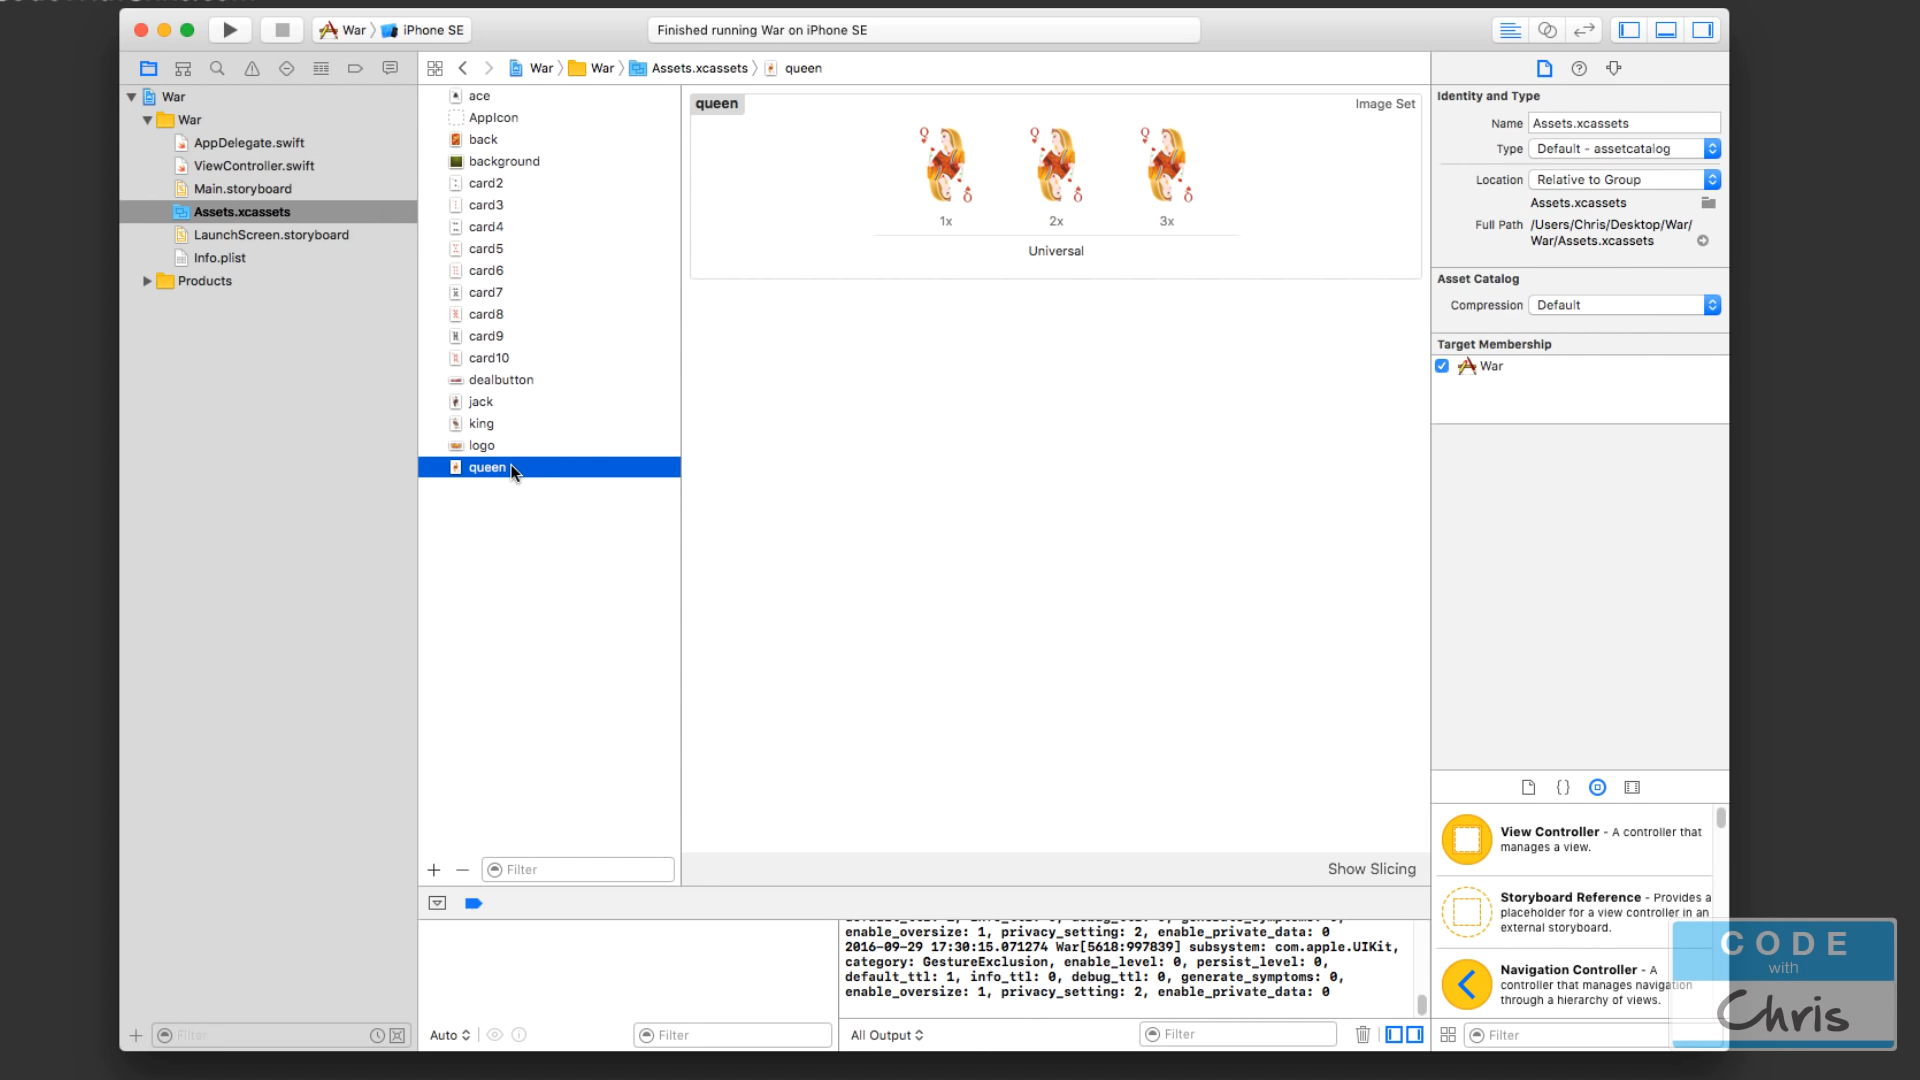 War
iPhone SE
Finished running War on iPhone SE
War
War
Assets.xcassets
queen
War
War
AppDelegate.swift
ViewController.swift
Main.storyboard
Assets.xcassets
LaunchScreen.storyboard
Info.plist
Products
ace
AppIcon
back
background
card2
card3
card4
card5
card6
card7
card8
card9
card10
dealbutton
jack
king
logo
queen
Filter
queen
Image Set
1x
2x
3x
Universal
Show Slicing
Identity and Type
Name Assets.xcassets
Type Default - assetcatalog
Location Relative to Group
Assets.xcassets
Full Path /Users/Chris/Desktop/War/
War/Assets.xcassets
Asset Catalog
Compression Default
Target Membership
War
View Controller - A controller that
manages a view.
Storyboard Reference - Provides a
placeholder for a view controller in an
external storyboard.
Navigation Controller - A
controller that manages navigation
through a hierarchy of views.
enable_oversize: 1, privacy_setting: 2, enable_private_data: 0
2016-09-29 17:30:15.071274 War[5618:997839] subsystem: com.apple.UIKit,
category: GestureExclusion, enable_level: 0, persist_level: 0,
default_ttl: 1, info_ttl: 0, debug_ttl: 0, generate_symptoms: 0,
enable_oversize: 1, privacy_setting: 2, enable_private_data: 0
Filter
Auto
Filter
All Output
Filter
Filter
CODE
with
Chris